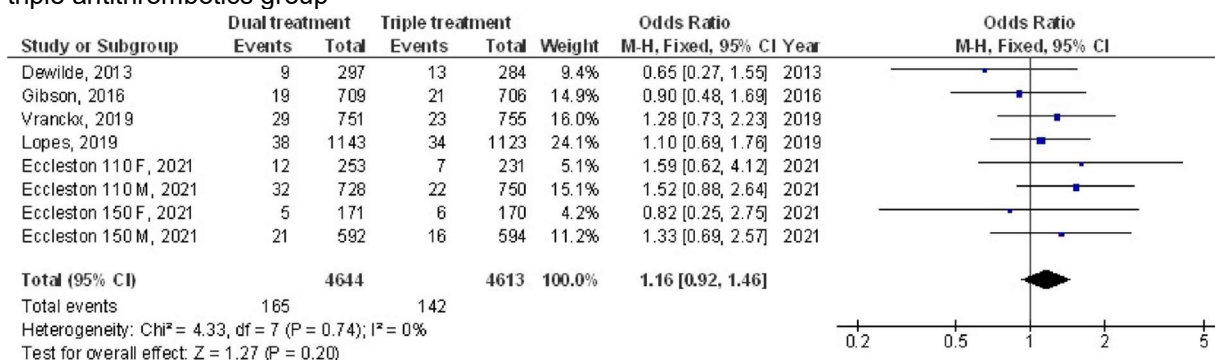 triple antithrombotics group
Dual treatment Triple treatment Odds Ratio Odds Ratio
Study or Subgroup Events Total Events Total Weight M-H, Fixed, 95% CI Year M-H, Fixed, 95% CI
Dewilde, 2013 9 297 13 284 9.4% 0.65 [0.27, 1.55] 2013
Gibson, 2016 19 709 21 706 14.9% 0.90 [0.48, 1.69] 2016
Vranckx, 2019 29 751 23 755 16.0% 1.28 [0.73, 2.23] 2019
Lopes, 2019 38 1143 34 1123 24.1% 1.10 [0.69, 1.76] 2019
Eccleston 110 F, 2021 12 253 7 231 5.1% 1.59 [0.62, 4.12] 2021
Eccleston 110 M, 2021 32 728 22 750 15.1% 1.52 [0.88, 2.64] 2021
Eccleston 150 F, 2021 5 171 6 170 4.2% 0.82 [0.25, 2.75] 2021
Eccleston 150 M, 2021 21 592 16 594 11.2% 1.33 [0.69, 2.57] 2021
Total (95% CI) 4644 4613 100.0% 1.16 [0.92, 1.46]
Total events 165 142
Heterogeneity: Chi² = 4.33, df = 7 (P = 0.74); I² = 0%
Test for overall effect: Z = 1.27 (P = 0.20)
0.2 0.5 1 2 5